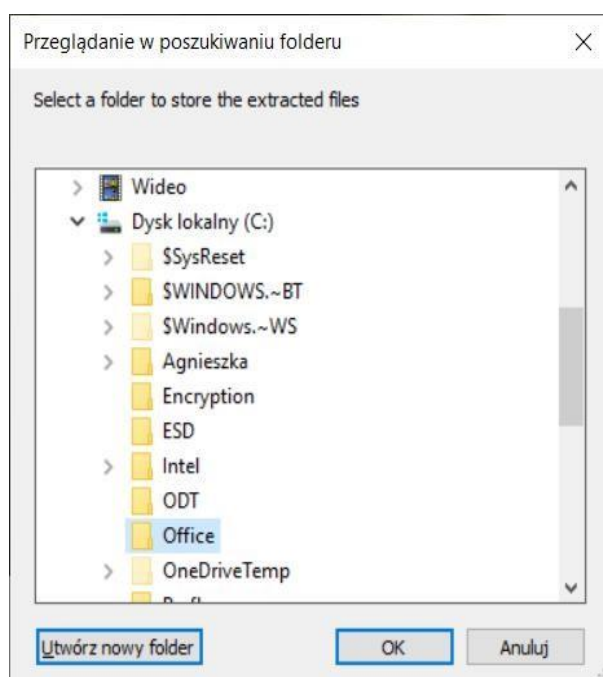 Przeglądanie w poszukiwaniu folderu
Select a folder to store the extracted files
Wideo
Dysk lokalny (C:)
$SysReset
$WINDOWS.~BT
$Windows.~WS
Agnieszka
Encryption
ESD
Intel
ODT
Office
OneDriveTemp
Utwórz nowy folder OK Anuluj